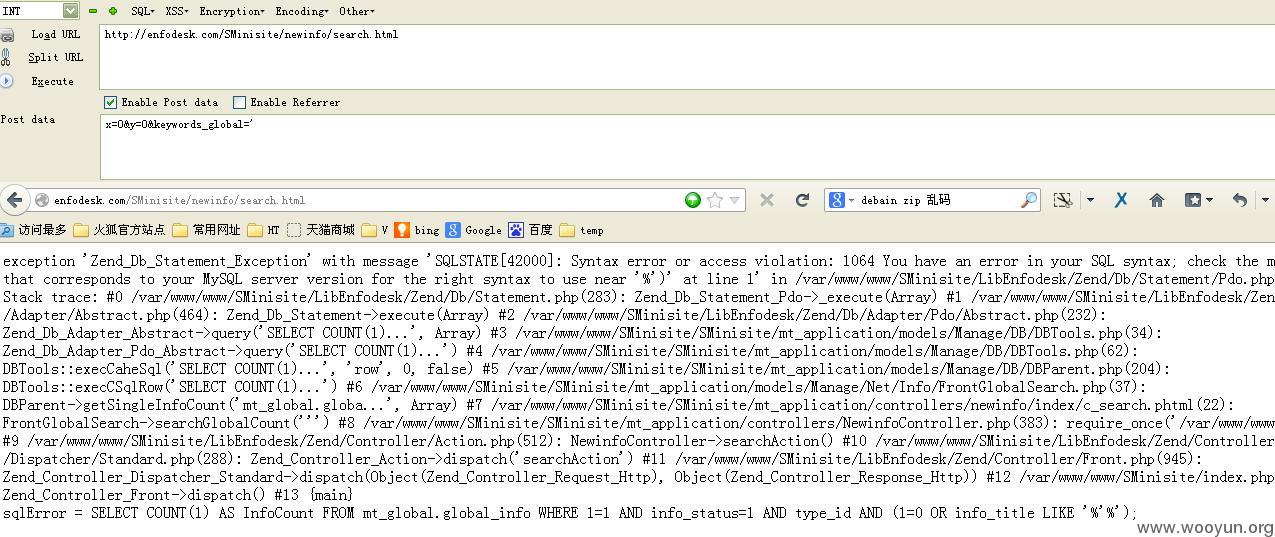 INT SQL XSS Encryption Encoding Other
Load URL http://enfodesk.com/SMinisite/newinfo/search.html
Split URL
Execute
Enable Post data Enable Referrer
Post data x=0&y=0&keywords_global='
enfodesk.com/SMinisite/newinfo/search.html debain zip 乱码
访问最多 火狐官方站点 常用网址 HT 天猫商城 V bing Google 百度 temp
exception 'Zend_Db_Statement_Exception' with message 'SQLSTATE[42000]: Syntax error or access violation: 1064 You have an error in your SQL syntax; check the m
that corresponds to your MySQL server version for the right syntax to use near '%')' at line 1' in /var/www/www/SMinisite/LibEnfodesk/Zend/Db/Statement/Pdo.php
Stack trace: #0 /var/www/www/SMinisite/LibEnfodesk/Zend/Db/Statement.php(283): Zend_Db_Statement_Pdo->_execute(Array) #1 /var/www/www/SMinisite/LibEnfodesk/Zen
/Adapter/Abstract.php(464): Zend_Db_Statement->execute(Array) #2 /var/www/www/SMinisite/LibEnfodesk/Zend/Db/Adapter/Pdo/Abstract.php(232):
Zend_Db_Adapter_Abstract->query('SELECT COUNT(1)...', Array) #3 /var/www/www/SMinisite/SMinisite/mt_application/models/Manage/DB/DBTools.php(34):
Zend_Db_Adapter_Pdo_Abstract->query('SELECT COUNT(1)...') #4 /var/www/www/SMinisite/SMinisite/mt_application/models/Manage/DB/DBTools.php(62):
DBTools::execCaheSql('SELECT COUNT(1)...', 'row', 0, false) #5 /var/www/www/SMinisite/SMinisite/mt_application/models/Manage/DB/DBParent.php(204):
DBTools::execCSqlRow('SELECT COUNT(1)...') #6 /var/www/www/SMinisite/SMinisite/mt_application/models/Manage/Net/Info/FrontGlobalSearch.php(37):
DBParent->getSingleInfoCount('mt_global.globa...', Array) #7 /var/www/www/SMinisite/SMinisite/mt_application/controllers/newinfo/index/c_search.phtml(22):
FrontGlobalSearch->searchGlobalCount(''') #8 /var/www/www/SMinisite/SMinisite/mt_application/controllers/NewinfoController.php(383): require_once('/var/www/www
#9 /var/www/www/SMinisite/LibEnfodesk/Zend/Controller/Action.php(512): NewinfoController->searchAction() #10 /var/www/www/SMinisite/LibEnfodesk/Zend/Controller
/Dispatcher/Standard.php(288): Zend_Controller_Action->dispatch('searchAction') #11 /var/www/www/SMinisite/LibEnfodesk/Zend/Controller/Front.php(945):
Zend_Controller_Dispatcher_Standard->dispatch(Object(Zend_Controller_Request_Http), Object(Zend_Controller_Response_Http)) #12 /var/www/www/SMinisite/index.php
Zend_Controller_Front->dispatch() #13 {main}
sqlError = SELECT COUNT(1) AS InfoCount FROM mt_global.global_info WHERE 1=1 AND info_status=1 AND type_id AND (1=0 OR info_title LIKE '%'%');
www.wooyun.org